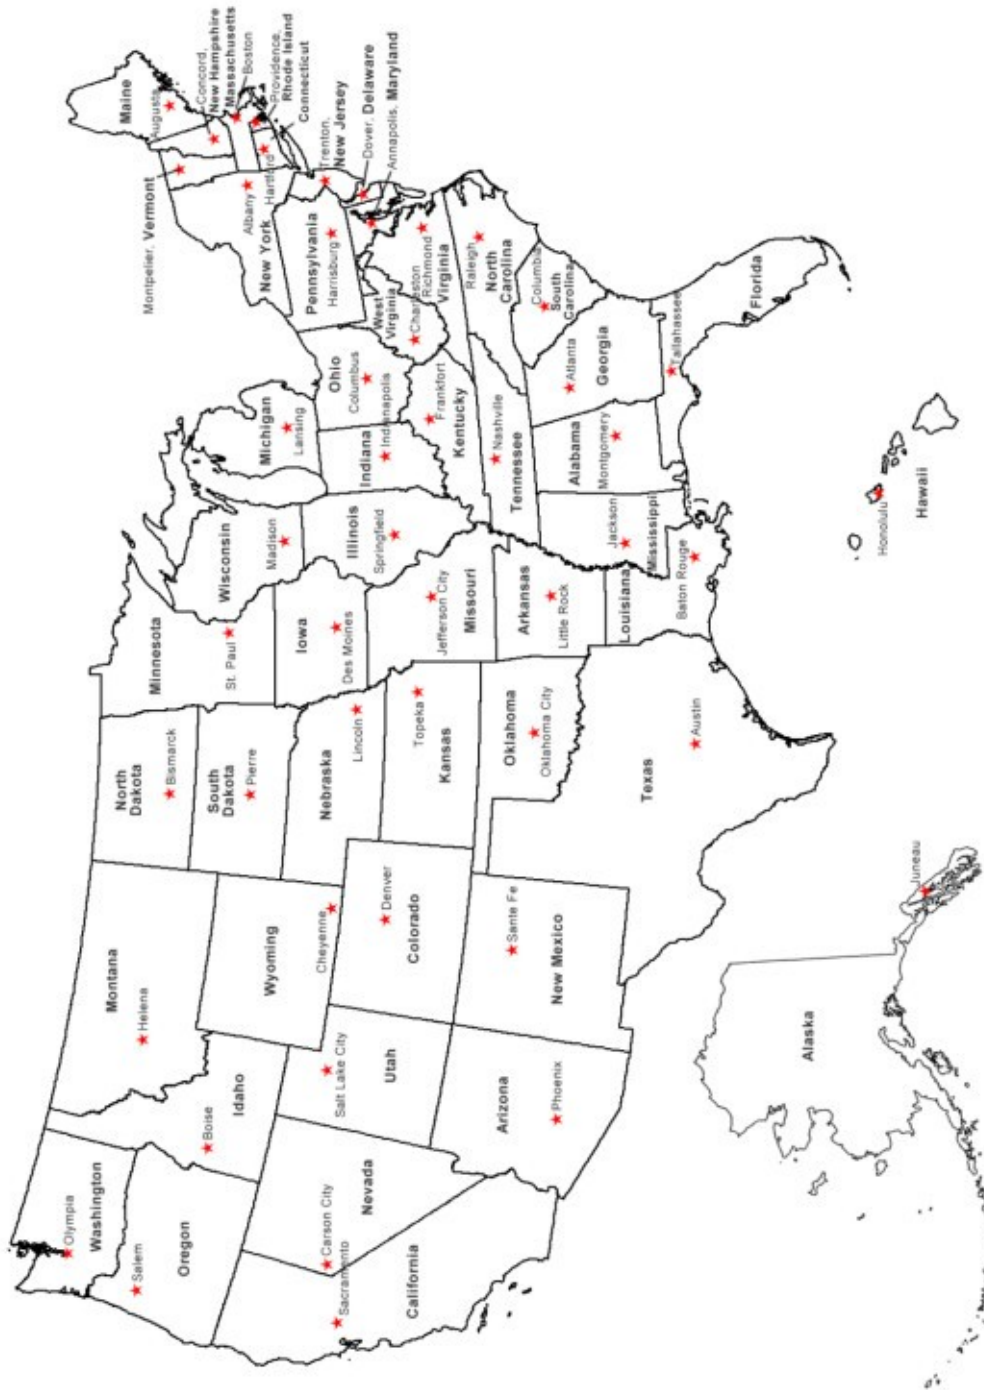 Olympia
Washington
Salem
Oregon
Sacramento
California
Carson City
Nevada
Boise
Idaho
Montana
Helena
Wyoming
Cheyenne
Salt Lake City
Utah
Denver
Colorado
Arizona
Phoenix
Sante Fe
New Mexico
North
Dakota
Bismarck
South
Dakota
Pierre
Nebraska
Lincoln
Topeka
Kansas
Oklahoma
Oklahoma City
Texas
Austin
Minnesota
St. Paul
Iowa
Des Moines
Jefferson City
Missouri
Arkansas
Little Rock
Louisiana
Baton Rouge
Wisconsin
Madison
Illinois
Springfield
Michigan
Lansing
Indiana
Indianapolis
Ohio
Columbus
Frankfort
Kentucky
Nashville
Tennessee
Jackson
Mississippi
Alabama
Montgomery
Atlanta
Georgia
Tallahassee
Florida
Columbia
South
Carolina
Raleigh
North
Carolina
West
Virginia
Charleston
Richmond
Virginia
Pennsylvania
Harrisburg
Albany
New York
Montpelier, Vermont
Maine
Augusta
Concord,
New Hampshire
Massachusetts
Boston
Providence,
Rhode Island
Connecticut
Hartford
Trenton,
New Jersey
Dover, Delaware
Annapolis, Maryland
Alaska
Juneau
Honolulu
Hawaii